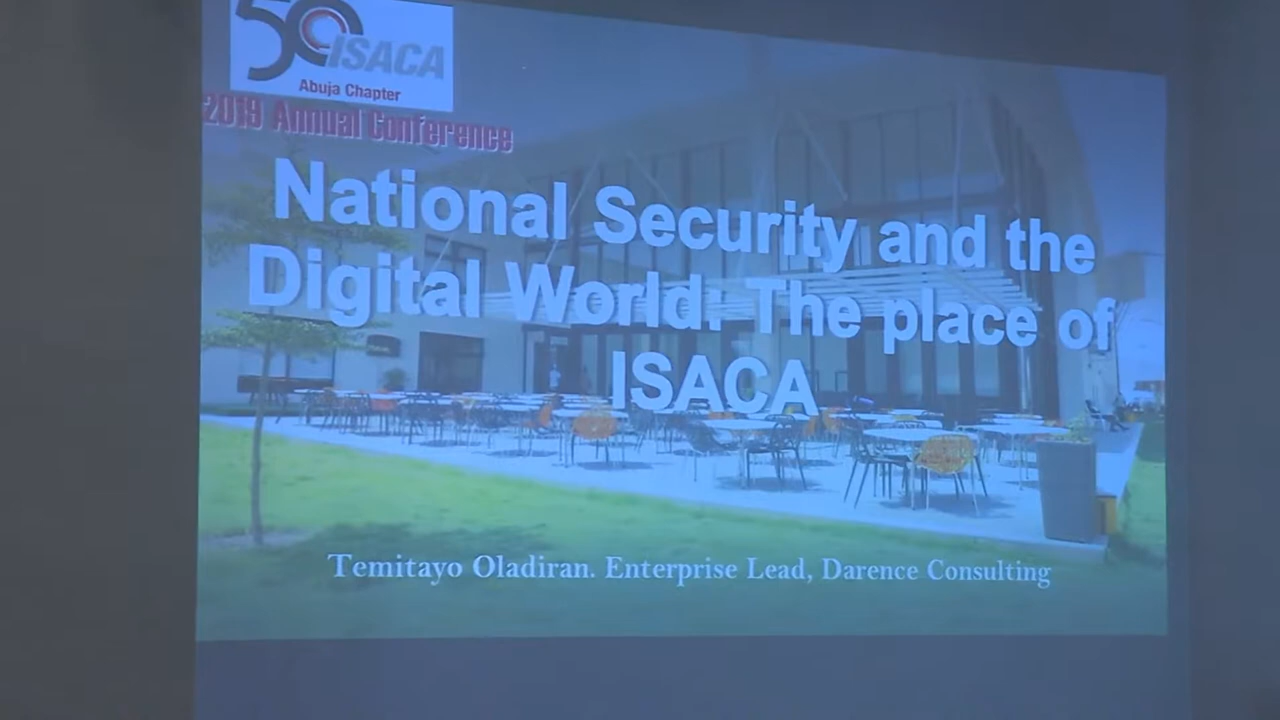 50 ISACA
Abuja Chapter
2019 Annual Conference
National Security and the
Digital World: The place of
ISACA
Temitayo Oladiran. Enterprise Lead, Darence Consulting